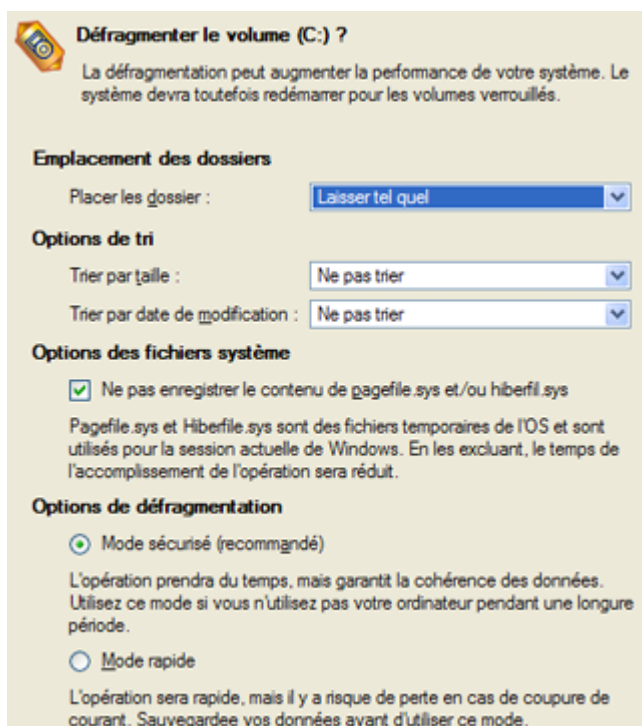 Défragmenter le volume (C:) ?
La défragmentation peut augmenter la performance de votre système. Le
système devra toutefois redémarrer pour les volumes verrouillés.
Emplacement des dossiers
Placer les dossier :
Laisser tel quel
Options de tri
Trier par taille :
Ne pas trier
Trier par date de modification :
Ne pas trier
Options des fichiers système
Ne pas enregistrer le contenu de pagefile.sys et/ou hiberfil.sys
Pagefile.sys et Hiberfile.sys sont des fichiers temporaires de l'OS et sont
utilisés pour la session actuelle de Windows. En les excluant, le temps de
l'accomplissement de l'opération sera réduit.
Options de défragmentation
Mode sécurisé (recommandé)
L'opération prendra du temps, mais garantit la cohérence des données.
Utilisez ce mode si vous n'utilisez pas votre ordinateur pendant une longure
période.
Mode rapide
L'opération sera rapide, mais il y a risque de perte en cas de coupure de
courant. Sauvegardee vos données avant d'utiliser ce mode.